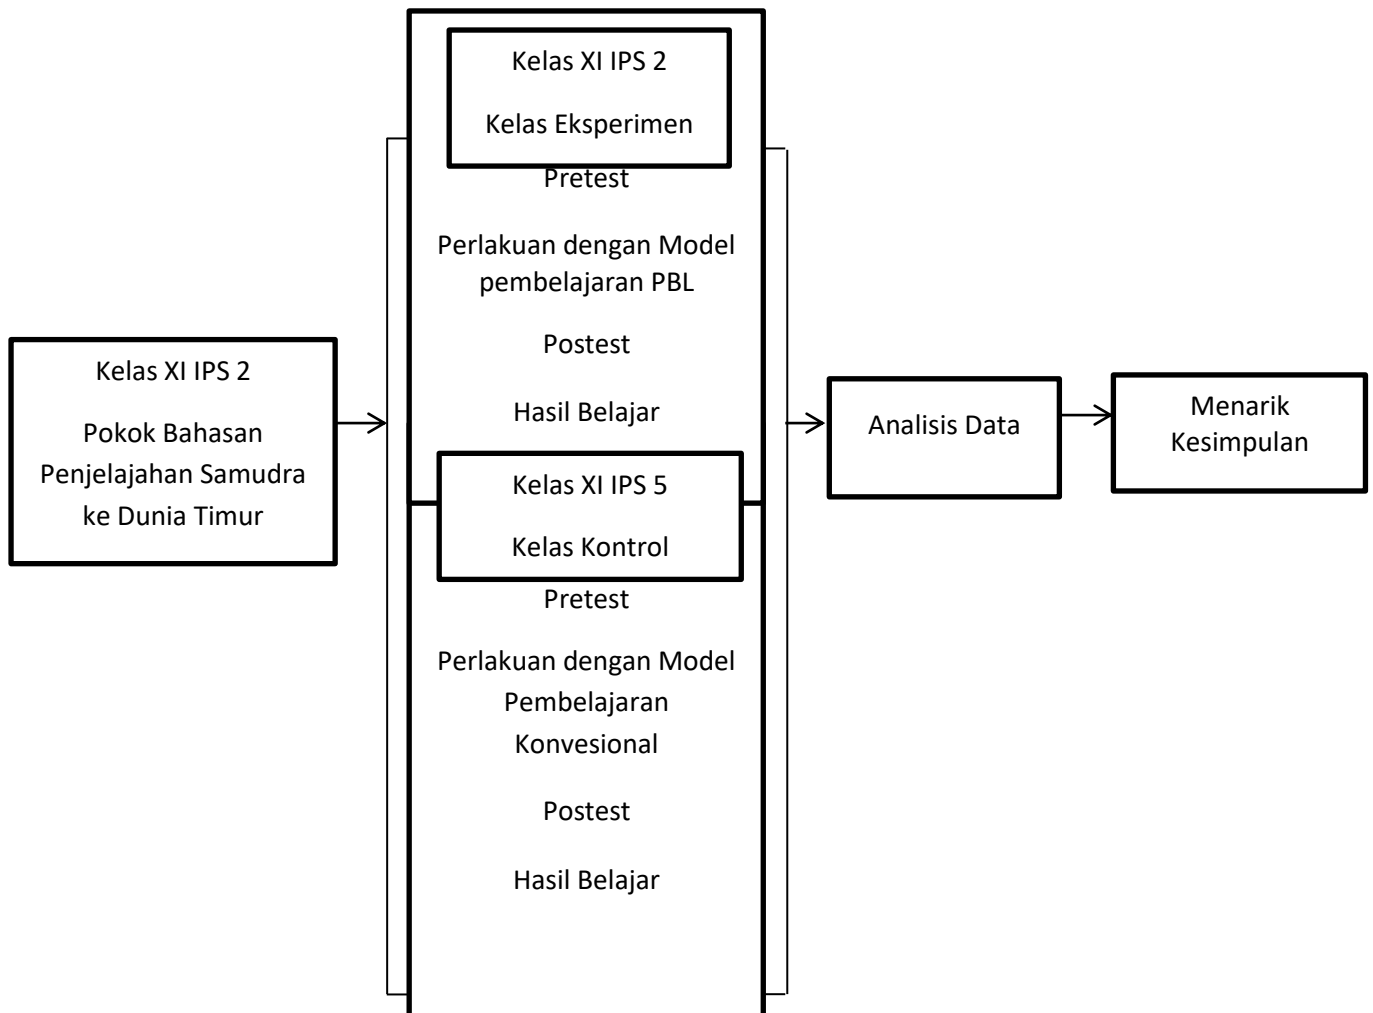 Kelas XI IPS 2
Pokok Bahasan
Penjelajahan Samudra
ke Dunia Timur
Kelas XI IPS 2
Kelas Eksperimen
Pretest
Perlakuan dengan Model
pembelajaran PBL
Postest
Hasil Belajar
Kelas XI IPS 5
Kelas Kontrol
Pretest
Perlakuan dengan Model
Pembelajaran
Konvesional
Postest
Hasil Belajar
Analisis Data
Menarik
Kesimpulan